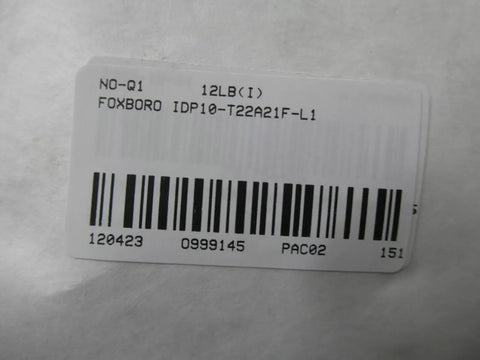 NO-Q1 12LB(I)
FOXBORO IDP10-T22A21F-L1
120423 0999145 PAC02 151